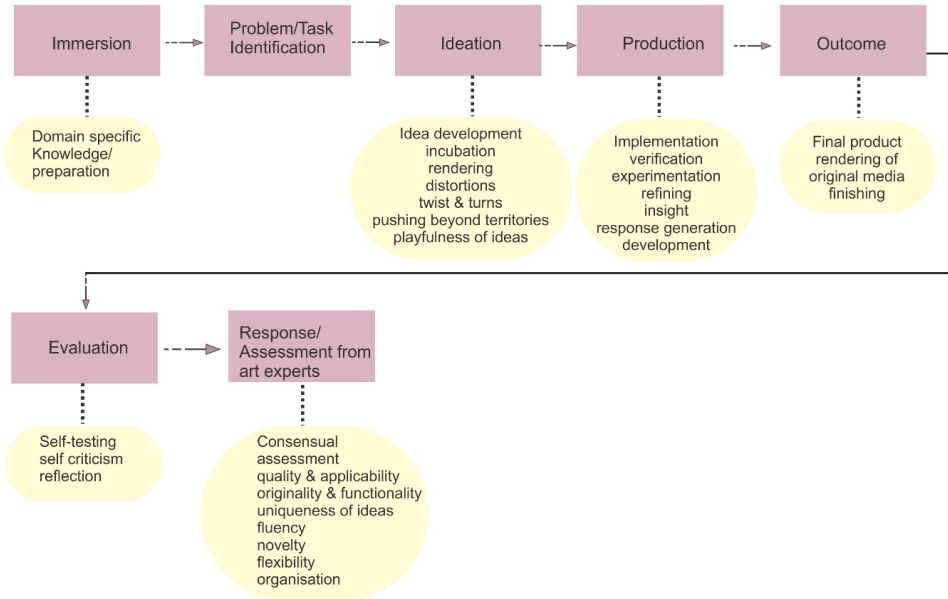 Immersion
Problem/Task
Identification
Ideation
Production
Outcome
Domain specific
Knowledge/
preparation
Idea development
incubation
rendering
distortions
twist & turns
pushing beyond territories
playfulness of ideas
Implementation
verification
experimentation
refining
insight
response generation
development
Final product
rendering of
original media
finishing
Evaluation
Response/
Assessment from
art experts
Self-testing
self criticism
reflection
Consensual
assessment
quality & applicability
originality & functionality
uniqueness of ideas
fluency
novelty
flexibility
organisation